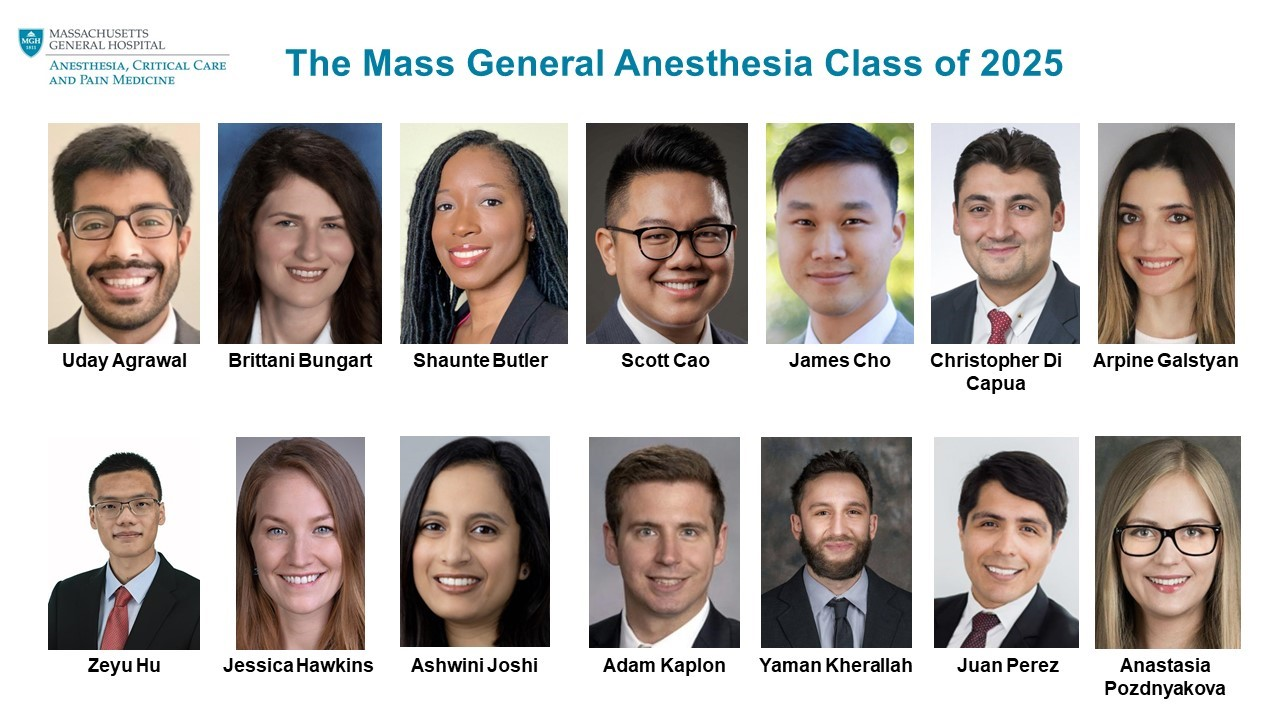 MASSACHUSETTS
GENERAL HOSPITAL
MGH
1811
ANESTHESIA, CRITICAL CARE
AND PAIN MEDICINE
The Mass General Anesthesia Class of 2025
Uday Agrawal
Brittani Bungart
Shaunte Butler
Scott Cao
James Cho
Christopher Di
Capua
Arpine Galstyan
Zeyu Hu
Jessica Hawkins
Ashwini Joshi
Adam Kaplon
Yaman Kherallah
Juan Perez
Anastasia
Pozdnyakova